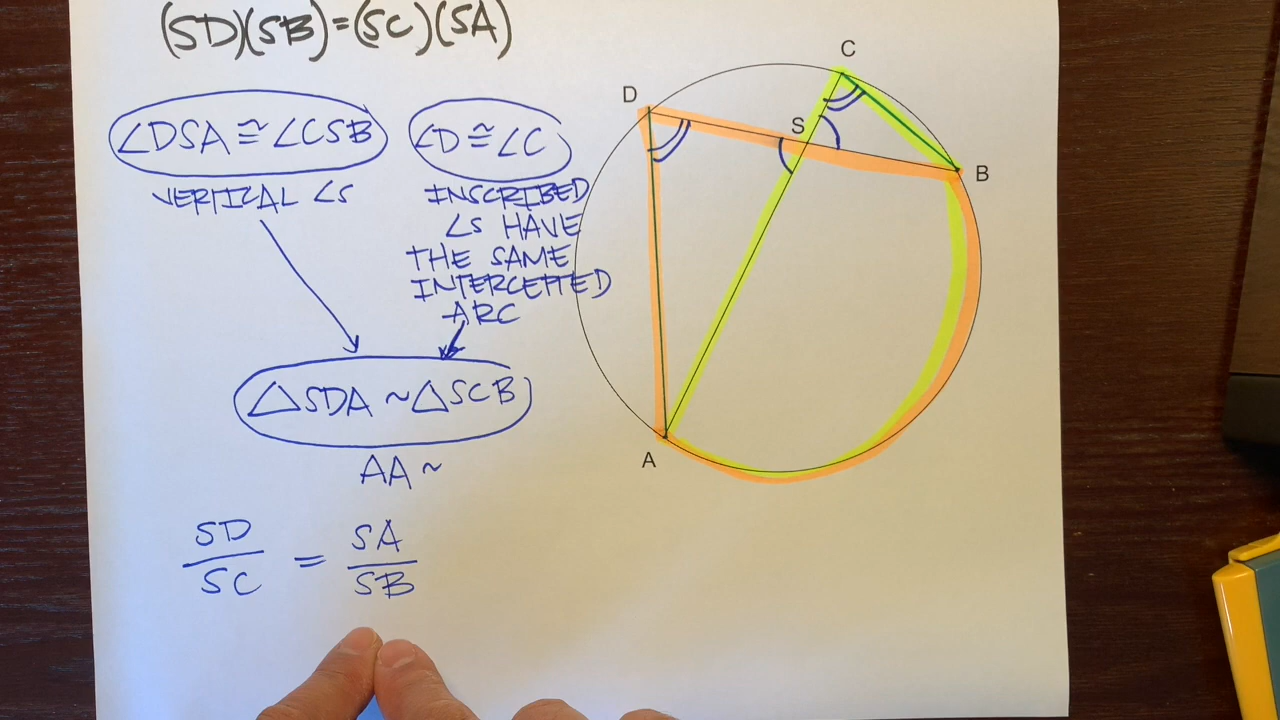 (SD)(SB)=(SC)(SA)
∠DSA ≅ ∠CSB
VERTICAL ∠S
∠D ≅ ∠C
INSCRIBED
∠S HAVE
THE SAME
INTERCEPTED
ARC
△SDA ~ △SCB
AA ~
SD
SC
=
SA
SB
C
D
S
B
A